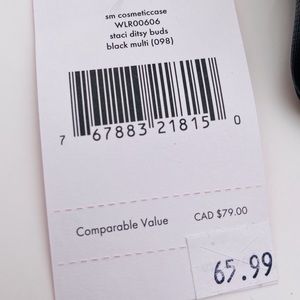 sm cosmeticcase
WLR00606
staci ditsy buds
black multi (098)
7 67883 21815 0
Comparable Value CAD $79.00
65.99